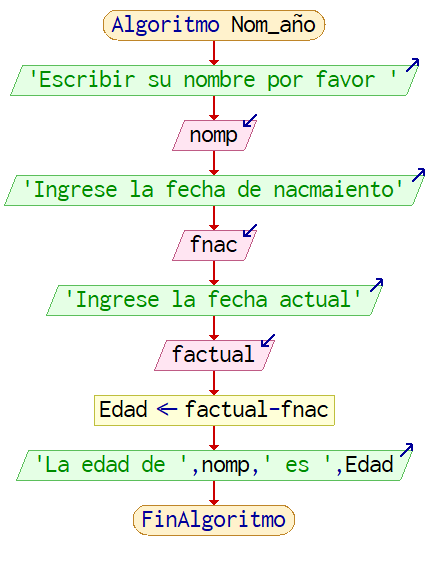 Algoritmo Nom_año
'Escribir su nombre por favor '
nomp
'Ingrese la fecha de nacmaiento'
fnac
'Ingrese la fecha actual'
factual
Edad ← factual-fnac
'La edad de ',nomp,' es ',Edad
FinAlgoritmo